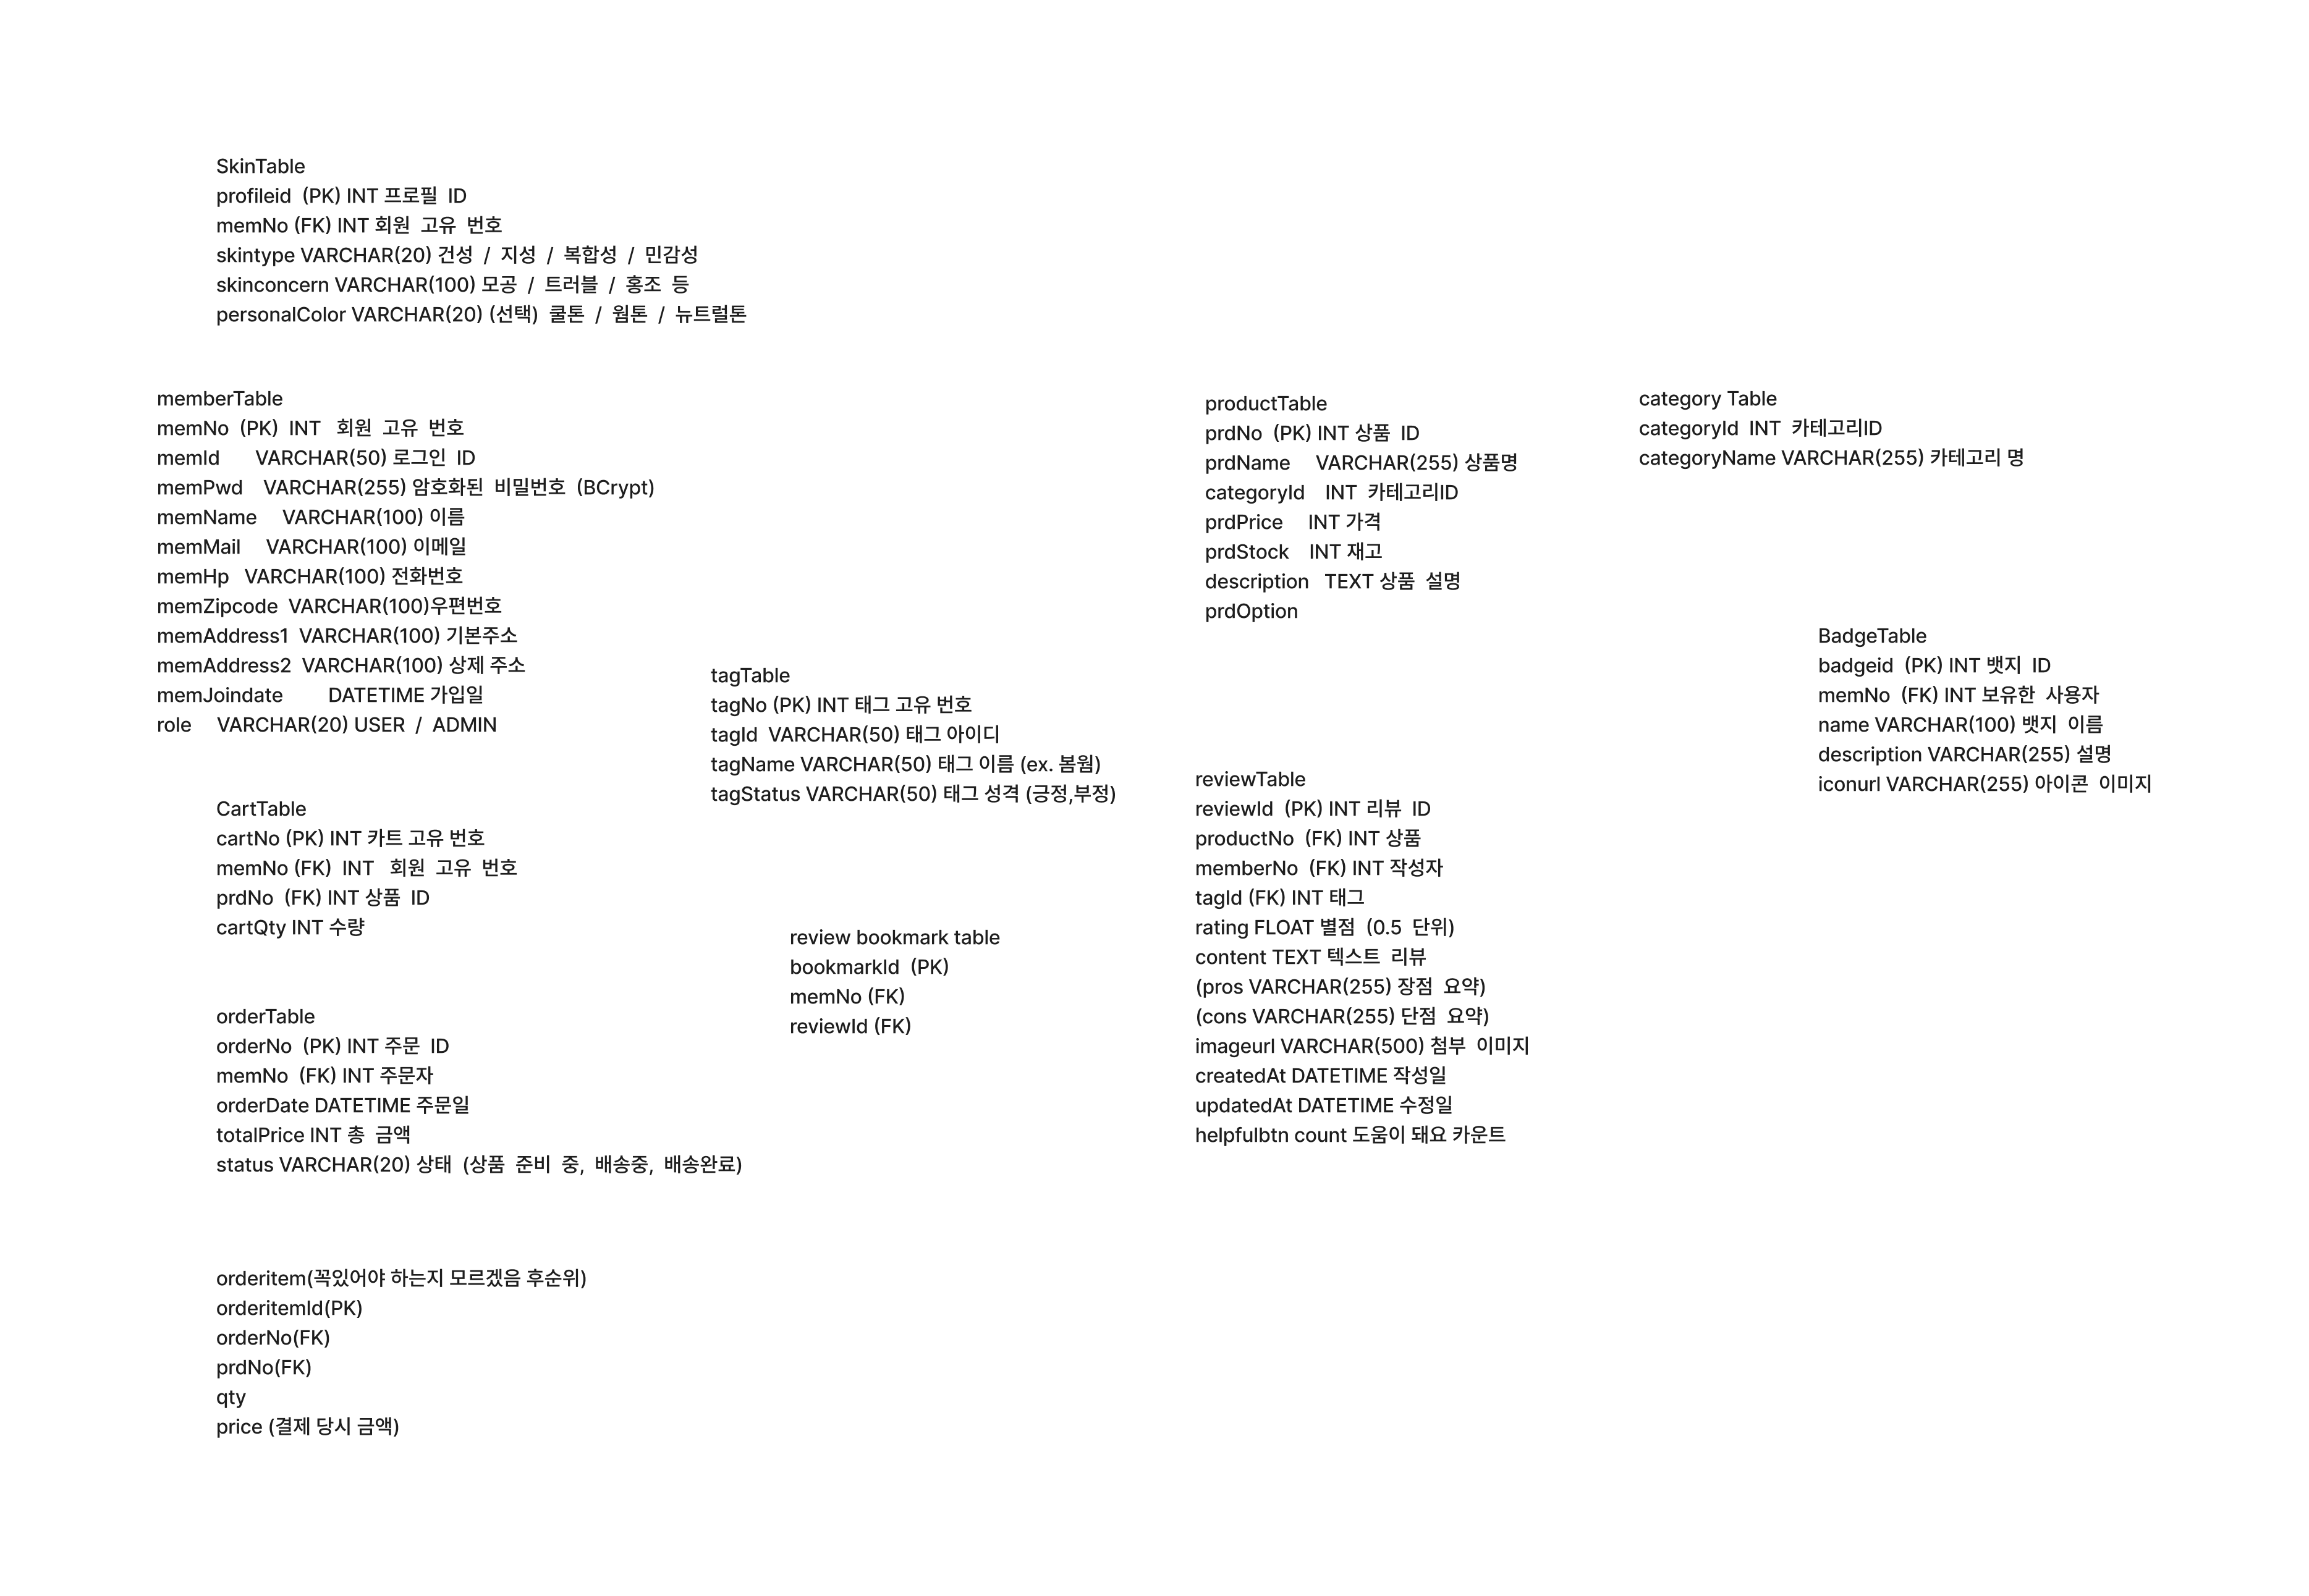 SkinTable
profileid (PK) INT 프로필 ID
memNo (FK) INT 회원 고유 번호
skintype VARCHAR(20) 건성 / 지성 / 복합성 / 민감성
skinconcern VARCHAR(100) 모공 / 트러블 / 홍조 등
personalColor VARCHAR(20) (선택) 쿨톤 / 웜톤 / 뉴트럴톤
memberTable
memNo (PK) INT 회원 고유 번호
memId VARCHAR(50) 로그인 ID
memPwd VARCHAR(255) 암호화된 비밀번호 (BCrypt)
memName VARCHAR(100) 이름
memMail VARCHAR(100) 이메일
memHp VARCHAR(100) 전화번호
memZipcode VARCHAR(100)우편번호
memAddress1 VARCHAR(100) 기본주소
memAddress2 VARCHAR(100) 상제 주소
memJoindate DATETIME 가입일
role VARCHAR(20) USER / ADMIN
productTable
prdNo (PK) INT 상품 ID
prdName VARCHAR(255) 상품명
categoryId INT 카테고리ID
prdPrice INT 가격
prdStock INT 재고
description TEXT 상품 설명
prdOption
category Table
categoryId INT 카테고리ID
categoryName VARCHAR(255) 카테고리 명
BadgeTable
badgeid (PK) INT 뱃지 ID
memNo (FK) INT 보유한 사용자
name VARCHAR(100) 뱃지 이름
description VARCHAR(255) 설명
iconurl VARCHAR(255) 아이콘 이미지
tagTable
tagNo (PK) INT 태그 고유 번호
tagId VARCHAR(50) 태그 아이디
tagName VARCHAR(50) 태그 이름 (ex. 봄웜)
tagStatus VARCHAR(50) 태그 성격 (긍정,부정)
CartTable
cartNo (PK) INT 카트 고유 번호
memNo (FK) INT 회원 고유 번호
prdNo (FK) INT 상품 ID
cartQty INT 수량
review bookmark table
bookmarkId (PK)
memNo (FK)
reviewId (FK)
reviewTable
reviewId (PK) INT 리뷰 ID
productNo (FK) INT 상품
memberNo (FK) INT 작성자
tagId (FK) INT 태그
rating FLOAT 별점 (0.5 단위)
content TEXT 텍스트 리뷰
(pros VARCHAR(255) 장점 요약)
(cons VARCHAR(255) 단점 요약)
imageurl VARCHAR(500) 첨부 이미지
createdAt DATETIME 작성일
updatedAt DATETIME 수정일
helpfulbtn count 도움이 돼요 카운트
orderTable
orderNo (PK) INT 주문 ID
memNo (FK) INT 주문자
orderDate DATETIME 주문일
totalPrice INT 총 금액
status VARCHAR(20) 상태 (상품 준비 중, 배송중, 배송완료)
orderitem(꼭있어야 하는지 모르겠음 후순위)
orderitemId(PK)
orderNo(FK)
prdNo(FK)
qty
price (결제 당시 금액)